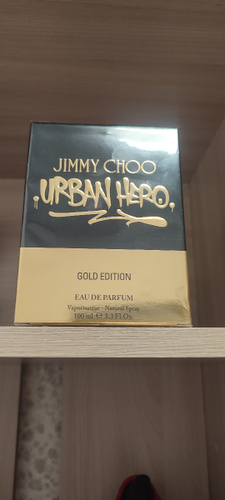 JIMMY CHOO
URBAN HERO.
GOLD EDITION
EAU DE PARFUM
Vaporisateur - Natural Spray
100 ml ℮ 3.3 Fl. Oz.